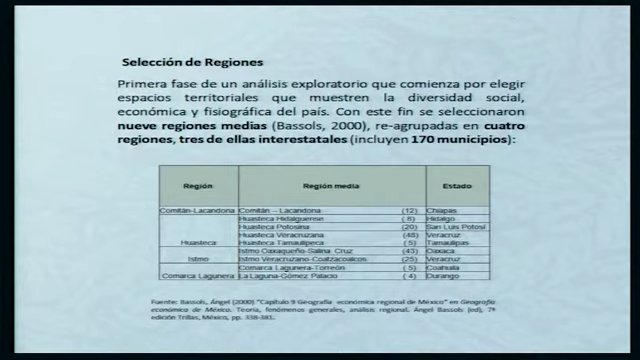 Selección de Regiones
Primera fase de un análisis exploratorio que comienza por elegir
espacios territoriales que muestren la diversidad social,
económica y fisiográfica del país. Con este fin se seleccionaron
nueve regiones medias (Bassols, 2000), re-agrupadas en cuatro
regiones, tres de ellas interestatales (incluyen 170 municipios):
Región Región media Estado
Comitán-Lacandona Comitán – Lacandona (12) Chiapas
Huasteca Hidalguense ( 8) Hidalgo
Huasteca Potosina (20) San Luis Potosí
Huasteca Veracruzana (48) Veracruz
Huasteca Huasteca Tamaulipeca ( 5) Tamaulipas
Istmo Oaxaqueño-Salina Cruz (43) Oaxaca
Istmo Istmo Veracruzano-Coatzacoalcos (25) Veracruz
Comarca Lagunera-Torreón ( 5) Coahuila
Comarca Lagunera La Laguna-Gómez Palacio ( 4) Durango
Fuente: Bassols, Ángel (2000) "Capítulo 9 Geografía económica regional de México" en Geografía
económica de México. Teoría, fenómenos generales, análisis regional. Ángel Bassols (ed), 7ª
edición Trillas, México, pp. 338-381.